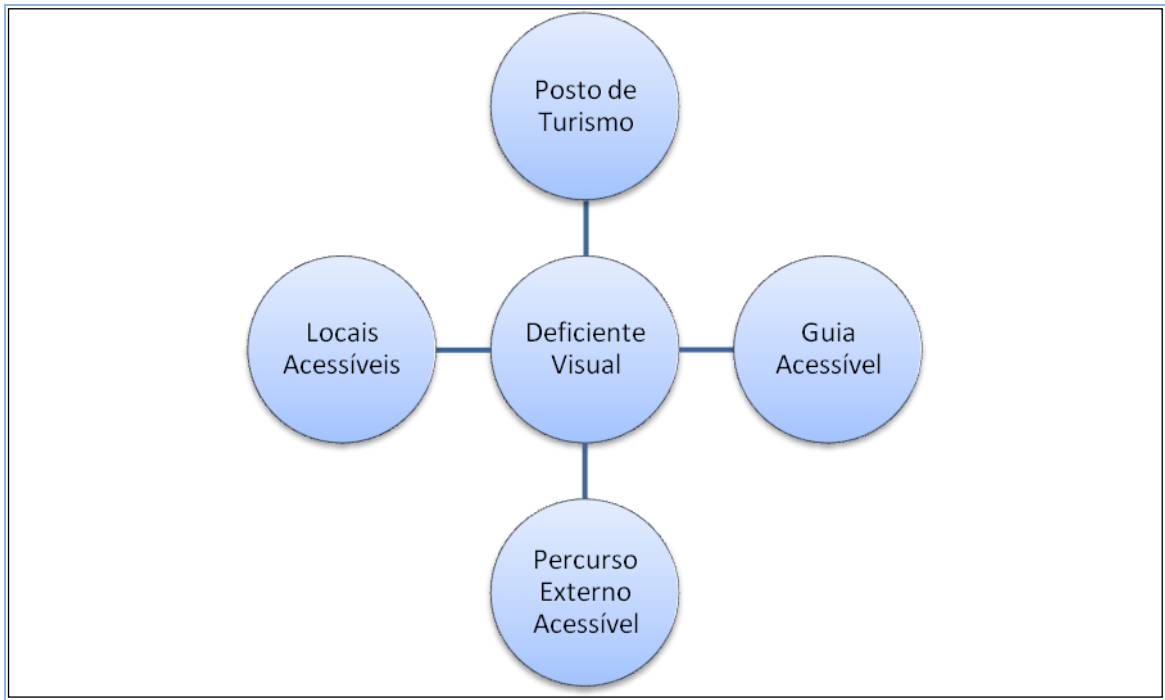 Posto de
Turismo
Locais
Acessíveis
Deficiente
Visual
Guia
Acessível
Percurso
Externo
Acessível